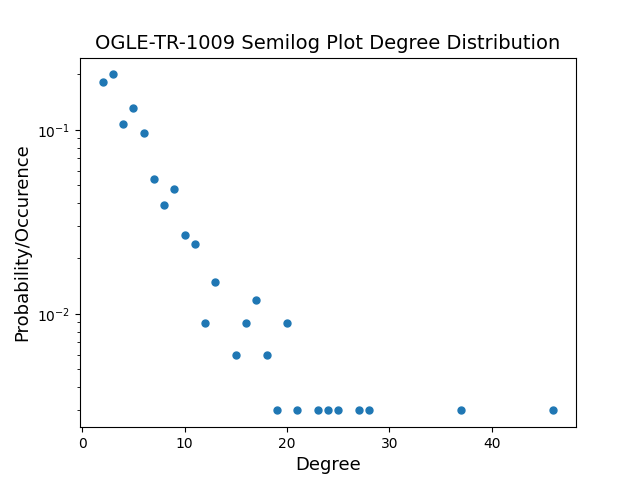 OGLE-TR-1009 Semilog Plot Degree Distribution
Probability/Occurence
10⁻¹
10⁻²
0 10 20 30 40
Degree